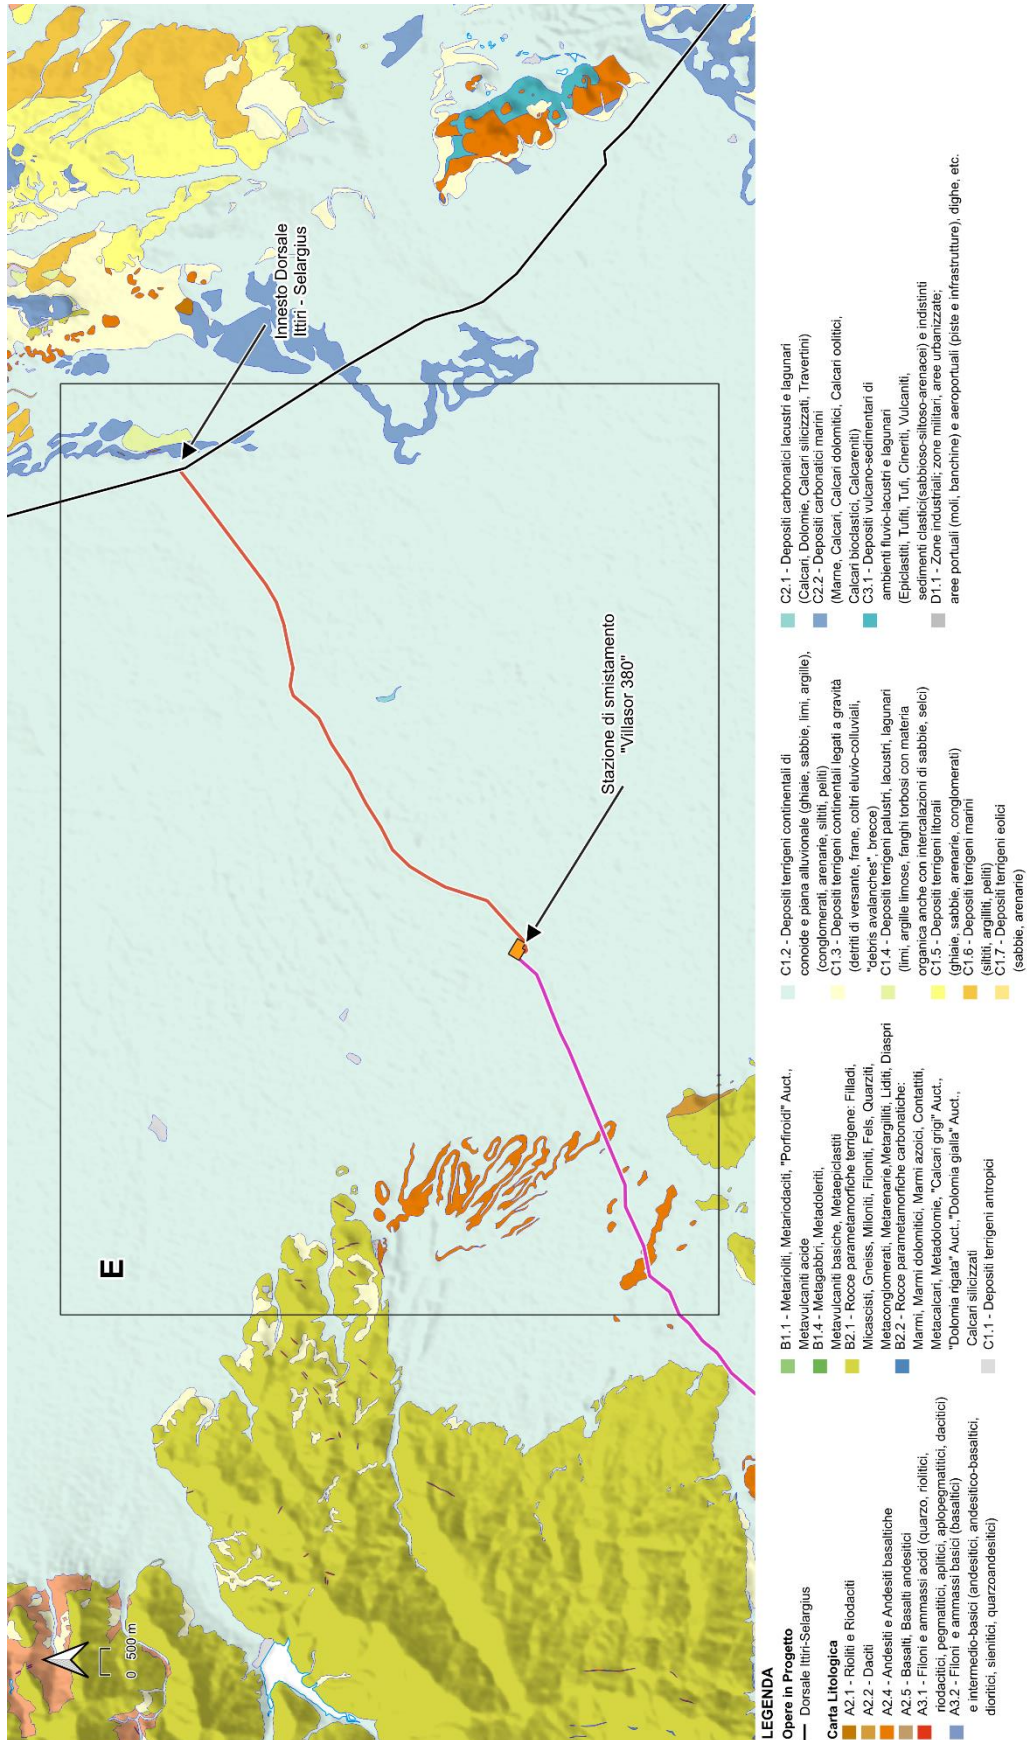 E
Innesto Dorsale
Ittiri - Selargius
Stazione di smistamento
"Villasor 380"
0 500 m
LEGENDA
Opere in Progetto
Dorsale Ittiri-Selargius
Carta Litologica
A2.1 - Rioliti e Riodaciti
A2.2 - Daciti
A2.4 - Andesiti e Andesiti basaltiche
A2.5 - Basalti, Basalti andesitici
A3.1 - Filoni e ammassi acidi (quarzo, riolitici,
riodacitici, pegmatitici, aplitici, aplopegmatitici, dacitici)
A3.2 - Filoni e ammassi basici (basaltici)
e intermedio-basici (andesitici, andesitico-basaltici,
dioritici, sienitici, quarzoandesitici)
B1.1 - Metarioliti, Metariodaciti, "Porfiroidi" Auct.,
Metavulcaniti acide
B1.4 - Metagabbri, Metadoleriti,
Metavulcaniti basiche, Metaepiclastiti
B2.1 - Rocce parametamorfiche terrigene: Filladi,
Micascisti, Gneiss, Miloniti, Filoniti, Fels, Quarziti,
Metaconglomerati, Metarenarie,Metargilliti, Liditi, Diaspri
B2.2 - Rocce parametamorfiche carbonatiche:
Marmi, Marmi dolomitici, Marmi azoici, Contattiti,
Metacalcari, Metadolomie, "Calcari grigi" Auct.,
"Dolomia rigata" Auct.,"Dolomia gialla" Auct.,
Calcari silicizzati
C1.1 - Depositi terrigeni antropici
C1.2 - Depositi terrigeni continentali di
conoide e piana alluvionale (ghiaie, sabbie, limi, argille),
(conglomerati, arenarie, siltiti, peliti)
C1.3 - Depositi terrigeni continentali legati a gravità
(detriti di versante, frane, coltri eluvio-colluviali,
"debris avalanches", brecce)
C1.4 - Depositi terrigeni palustri, lacustri, lagunari
(limi, argille limose, fanghi torbosi con materia
organica anche con intercalazioni di sabbie, selci)
C1.5 - Depositi terrigeni litorali
(ghiaie, sabbie, arenarie, conglomerati)
C1.6 - Depositi terrigeni marini
(siltiti, argilliti, peliti)
C1.7 - Depositi terrigeni eolici
(sabbie, arenarie)
C2.1 - Depositi carbonatici lacustri e lagunari
(Calcari, Dolomie, Calcari silicizzati, Travertini)
C2.2 - Depositi carbonatici marini
(Marne, Calcari, Calcari dolomitici, Calcari oolitici,
Calcari bioclastici, Calcareniti)
C3.1 - Depositi vulcano-sedimentari di
ambienti fluvio-lacustri e lagunari
(Epiclastiti, Tufiti, Tufi, Cineriti, Vulcaniti,
sedimenti clastici(sabbioso-siltoso-arenacei) e indistinti
D1.1 - Zone industriali; zone militari, aree urbanizzate;
aree portuali (moli, banchine) e aeroportuali (piste e infrastrutture), dighe, etc.